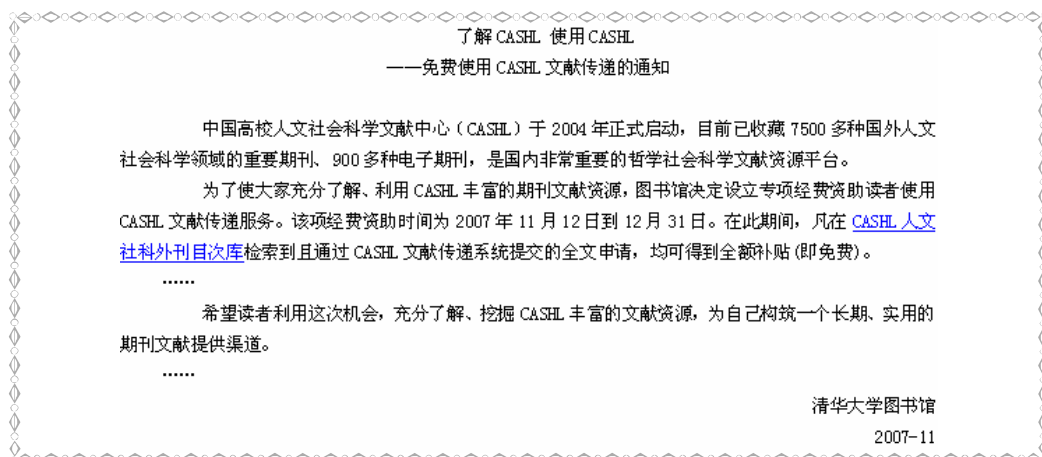 了解 CASHL 使用 CASHL
——免费使用 CASHL 文献传递的通知
中国高校人文社会科学文献中心（CASHL）于 2004 年正式启动，目前已收藏 7500 多种国外人文
社会科学领域的重要期刊、900 多种电子期刊，是国内非常重要的哲学社会科学文献资源平台。
为了使大家充分了解、利用 CASHL 丰富的期刊文献资源，图书馆决定设立专项经费资助读者使用
CASHL 文献传递服务。该项经费资助时间为 2007 年 11 月 12 日到 12 月 31 日。在此期间，凡在 CASHL 人文
社科外刊目次库检索到且通过 CASHL 文献传递系统提交的全文申请，均可得到全额补贴(即免费)。
……
希望读者利用这次机会，充分了解、挖掘 CASHL 丰富的文献资源，为自己构筑一个长期、实用的
期刊文献提供渠道。
……
清华大学图书馆
2007-11